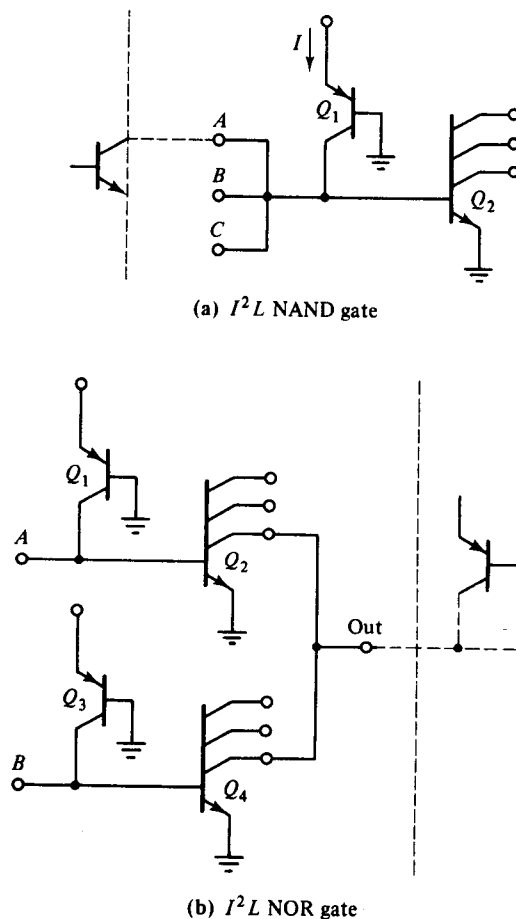 I
Q₁
A
B
C
Q₂
(a) I²L NAND gate
Q₁
A
Q₂
Out
Q₃
B
Q₄
(b) I²L NOR gate